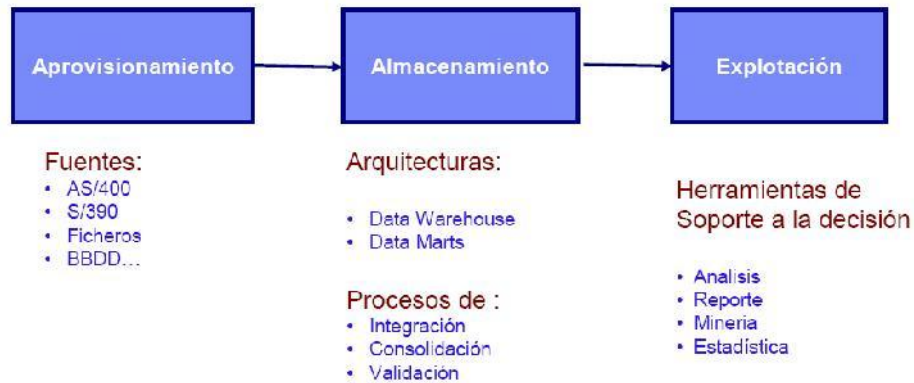 Aprovisionamiento
Almacenamiento
Explotación
Fuentes:
• AS/400
• S/390
• Ficheros
• BBDD...
Arquitecturas:
• Data Warehouse
• Data Marts
Procesos de :
• Integración
• Consolidación
• Validación
Herramientas de
Soporte a la decisión
• Analisis
• Reporte
• Mineria
• Estadística